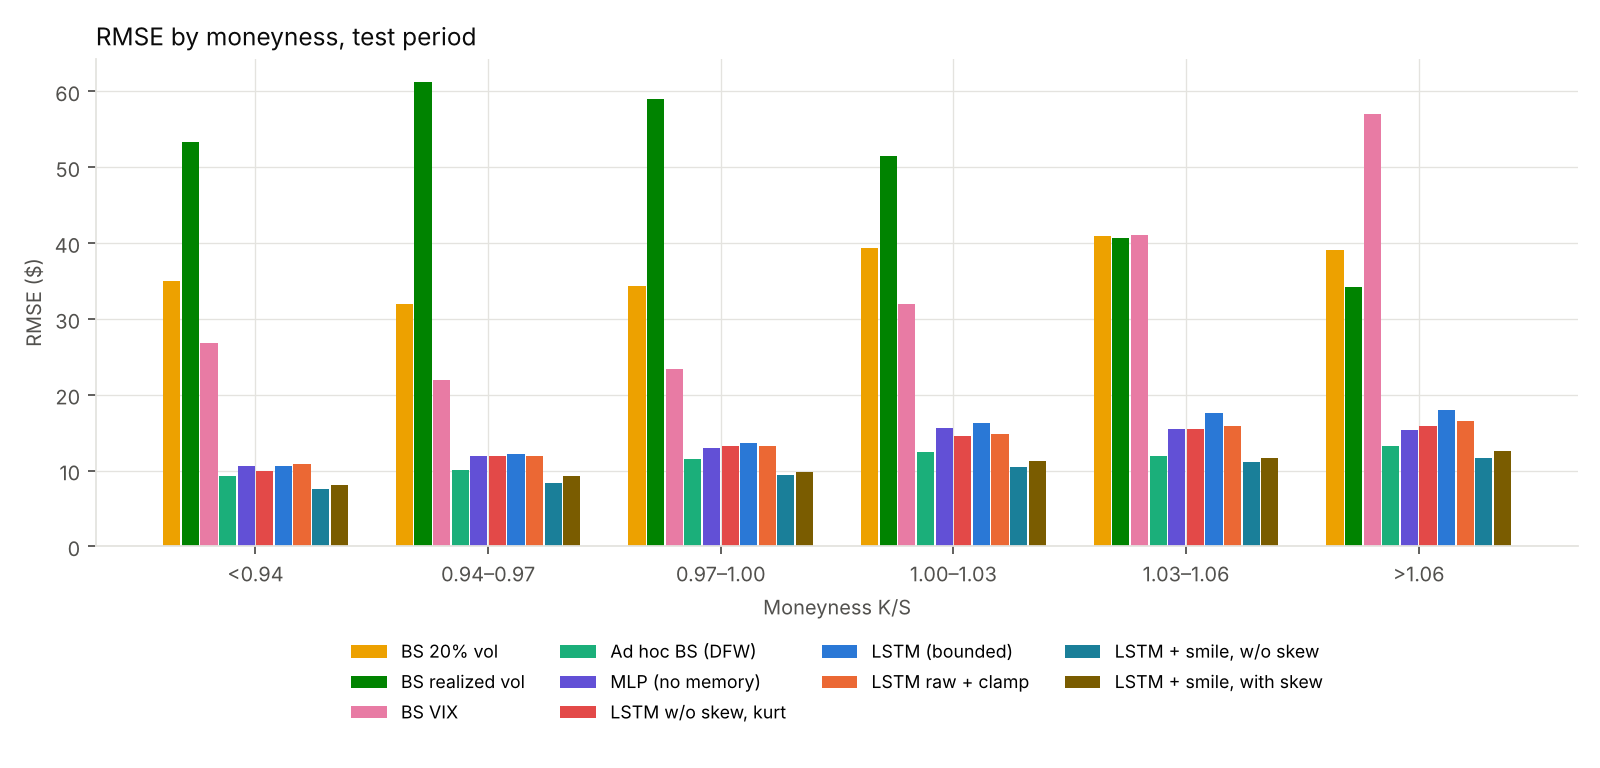 RMSE by moneyness, test period
RMSE ($)
60
50
40
30
20
10
0
<0.94
0.94–0.97
0.97–1.00
1.00–1.03
1.03–1.06
>1.06
Moneyness K/S
BS 20% vol
BS realized vol
BS VIX
Ad hoc BS (DFW)
MLP (no memory)
LSTM w/o skew, kurt
LSTM (bounded)
LSTM raw + clamp
LSTM + smile, w/o skew
LSTM + smile, with skew